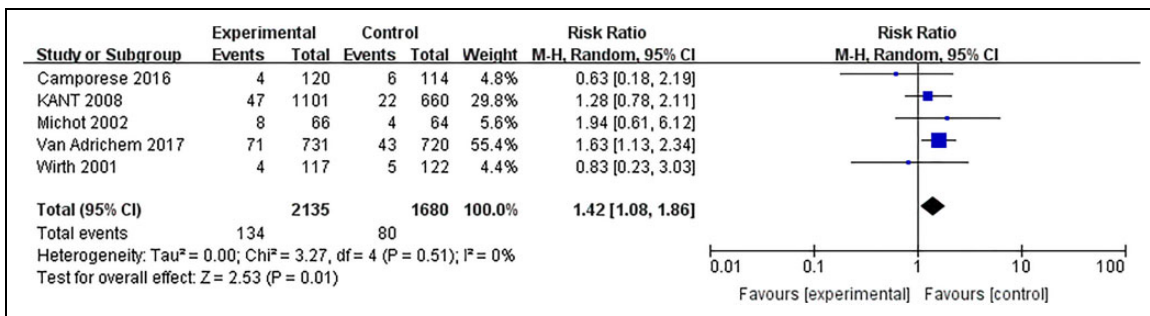 Experimental Control Risk Ratio Risk Ratio
Study or Subgroup Events Total Events Total Weight M-H, Random, 95% CI M-H, Random, 95% CI
Camporese 2016 4 120 6 114 4.8% 0.63 [0.18, 2.19]
KANT 2008 47 1101 22 660 29.8% 1.28 [0.78, 2.11]
Michot 2002 8 66 4 64 5.6% 1.94 [0.61, 6.12]
Van Adrichem 2017 71 731 43 720 55.4% 1.63 [1.13, 2.34]
Wirth 2001 4 117 5 122 4.4% 0.83 [0.23, 3.03]
Total (95% CI) 2135 1680 100.0% 1.42 [1.08, 1.86]
Total events 134 80
Heterogeneity: Tau² = 0.00; Chi² = 3.27, df = 4 (P = 0.51); I² = 0%
Test for overall effect: Z = 2.53 (P = 0.01)
0.01 0.1 1 10 100
Favours [experimental] Favours [control]